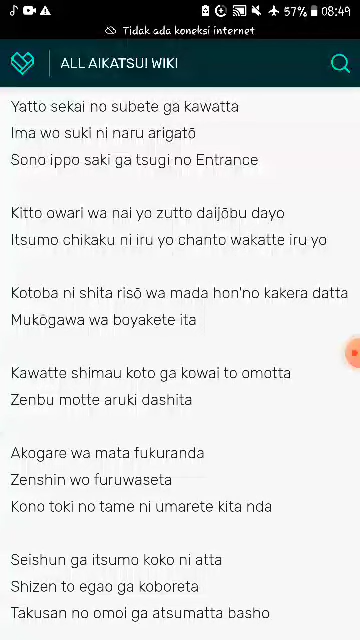 57% 08:49
Tidak ada koneksi internet
ALL AIKATSU! WIKI
Yatto sekai no subete ga kawatta
Ima wo suki ni naru arigatō
Sono ippo saki ga tsugi no Entrance
Kitto owari wa nai yo zutto daijōbu dayo
Itsumo chikaku ni iru yo chanto wakatte iru yo
Kotoba ni shita risō wa mada hon'no kakera datta
Mukōgawa wa boyakete ita
Kawatte shimau koto ga kowai to omotta
Zenbu motte aruki dashita
Akogare wa mata fukuranda
Zenshin wo furuwaseta
Kono toki no tame ni umarete kita nda
Seishun ga itsumo koko ni atta
Shizen to egao ga koboreta
Takusan no omoi ga atsumatta basho